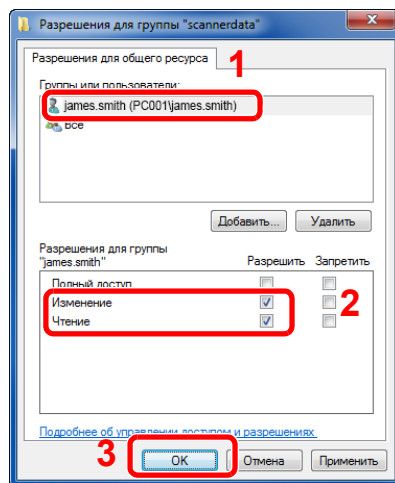 Разрешения для группы "scannerdata"
Разрешения для общего ресурса
1
Группы или пользователи:
james.smith (PC001\james.smith)
Все
Добавить... Удалить
Разрешения для группы
"james.smith" Разрешить Запретить
Полный доступ
Изменение
2
Чтение
Подробнее об управлении доступом и разрешениях
3
OK Отмена Применить